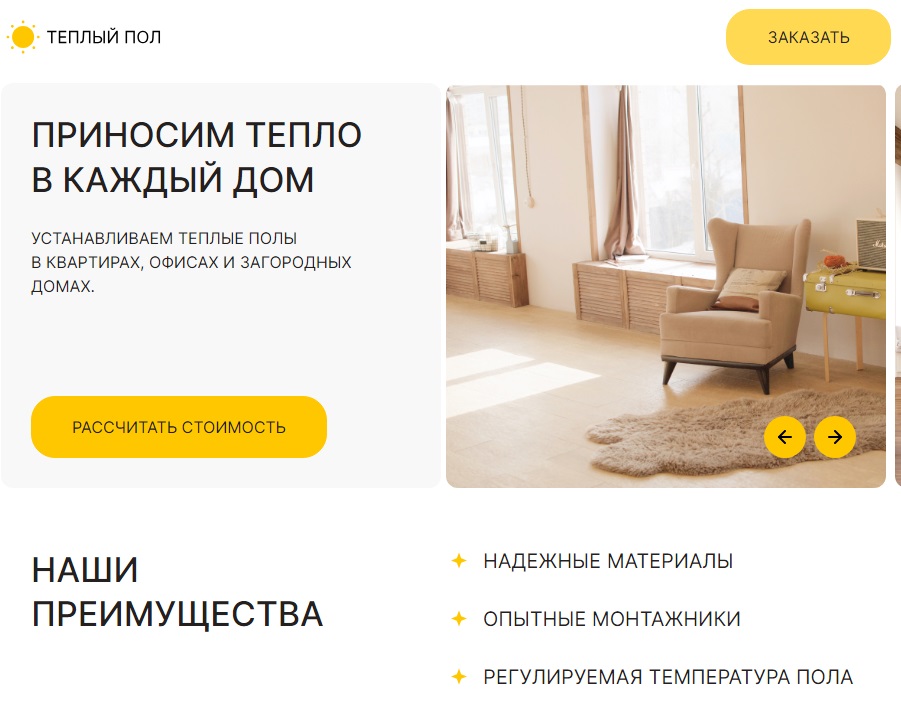 ТЕПЛЫЙ ПОЛ
ЗАКАЗАТЬ
ПРИНОСИМ ТЕПЛО
В КАЖДЫЙ ДОМ
УСТАНАВЛИВАЕМ ТЕПЛЫЕ ПОЛЫ
В КВАРТИРАХ, ОФИСАХ И ЗАГОРОДНЫХ
ДОМАХ.
РАССЧИТАТЬ СТОИМОСТЬ
НАШИ
ПРЕИМУЩЕСТВА
НАДЕЖНЫЕ МАТЕРИАЛЫ
ОПЫТНЫЕ МОНТАЖНИКИ
РЕГУЛИРУЕМАЯ ТЕМПЕРАТУРА ПОЛА